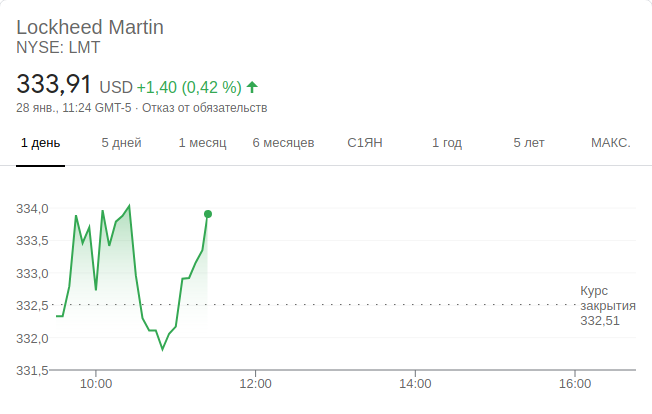 Lockheed Martin
NYSE: LMT
333,91 USD +1,40 (0,42 %)
28 янв., 11:24 GMT-5 · Отказ от обязательств
1 день 5 дней 1 месяц 6 месяцев С1ЯН 1 год 5 лет МАКС.
334,0
333,5
333,0
332,5
332,0
331,5
Курс
закрытия
332,51
10:00 12:00 14:00 16:00